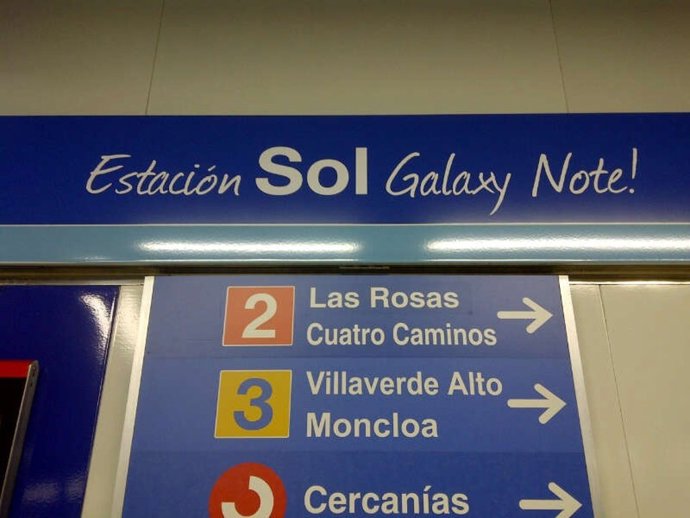 Estación Sol Galaxy Note!
2 Las Rosas
Cuatro Caminos
3 Villaverde Alto
Moncloa
Cercanías